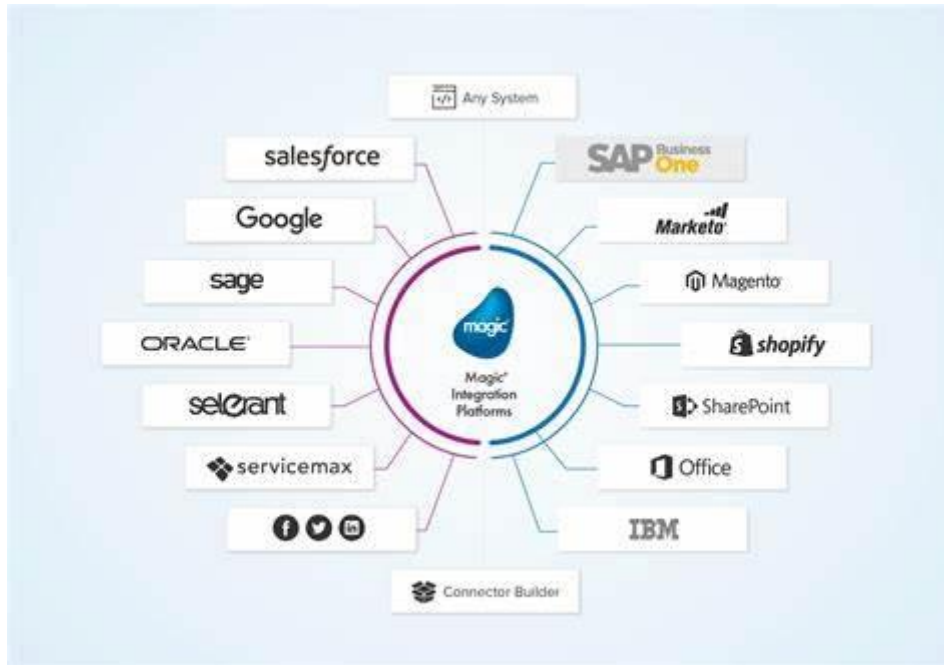 </> Any System
salesforce
SAP Business One
Google
Marketo
sage
Magento
ORACLE
shopify
magic
Magic®
Integration
Platforms
selerant
S SharePoint
servicemax
Office
f in
IBM
Connector Builder